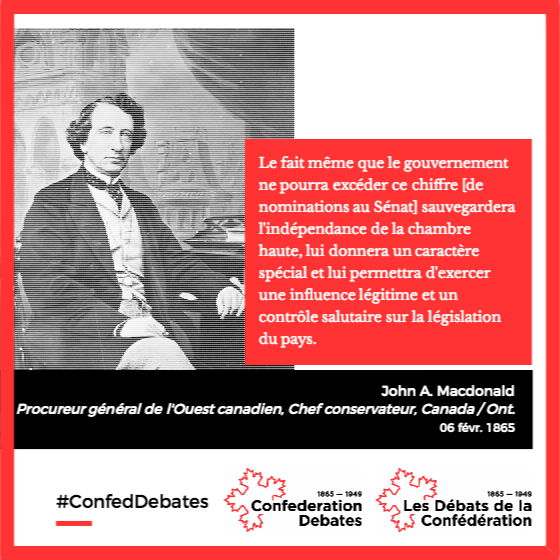 Le fait même que le gouvernement
ne pourra excéder ce chiffre [de
nominations au Sénat] sauvegardera
l'indépendance de la chambre
haute, lui donnera un caractère
spécial et lui permettra d'exercer
une influence légitime et un
contrôle salutaire sur la législation
du pays.
John A. Macdonald
Procureur général de l'Ouest canadien, Chef conservateur, Canada / Ont.
06 févr. 1865
#ConfedDebates
1865 — 1949
Confederation
Debates
1865 — 1949
Les Débats de la
Confédération